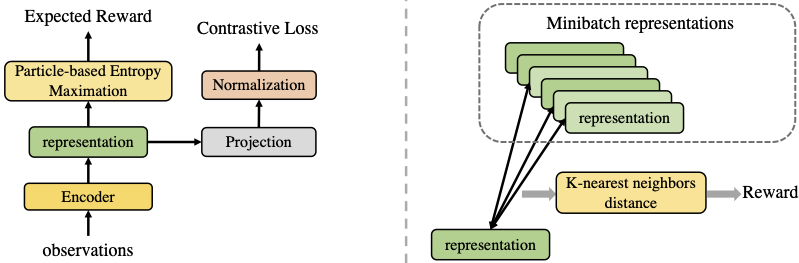 Expected Reward
Contrastive Loss
Particle-based Entropy
Maximation
Normalization
representation
Projection
Encoder
observations
Minibatch representations
representation
K-nearest neighbors
distance
Reward
representation